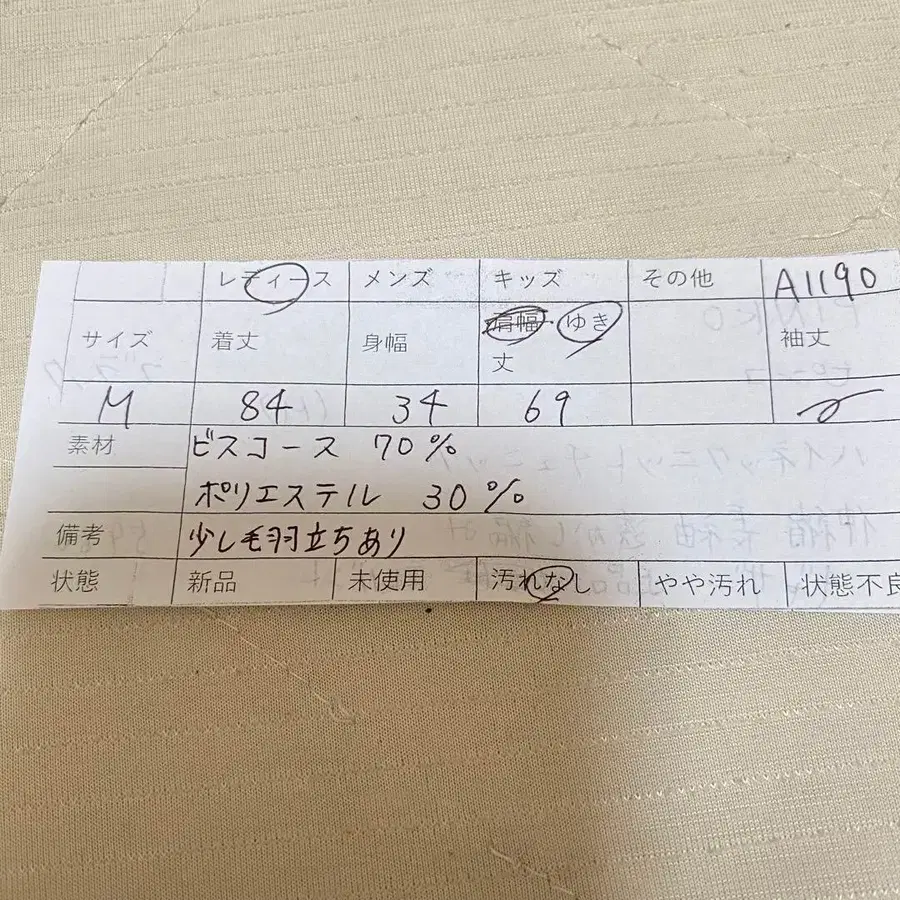 レディース メンズ キッズ その他 A1190
サイズ 着丈 身幅 肩幅・ゆき丈 袖丈
M 84 34 69
素材 ビスコース 70%
ポリエステル 30%
備考 少し毛羽立ちあり
状態 新品 未使用 汚れなし やや汚れ 状態不良